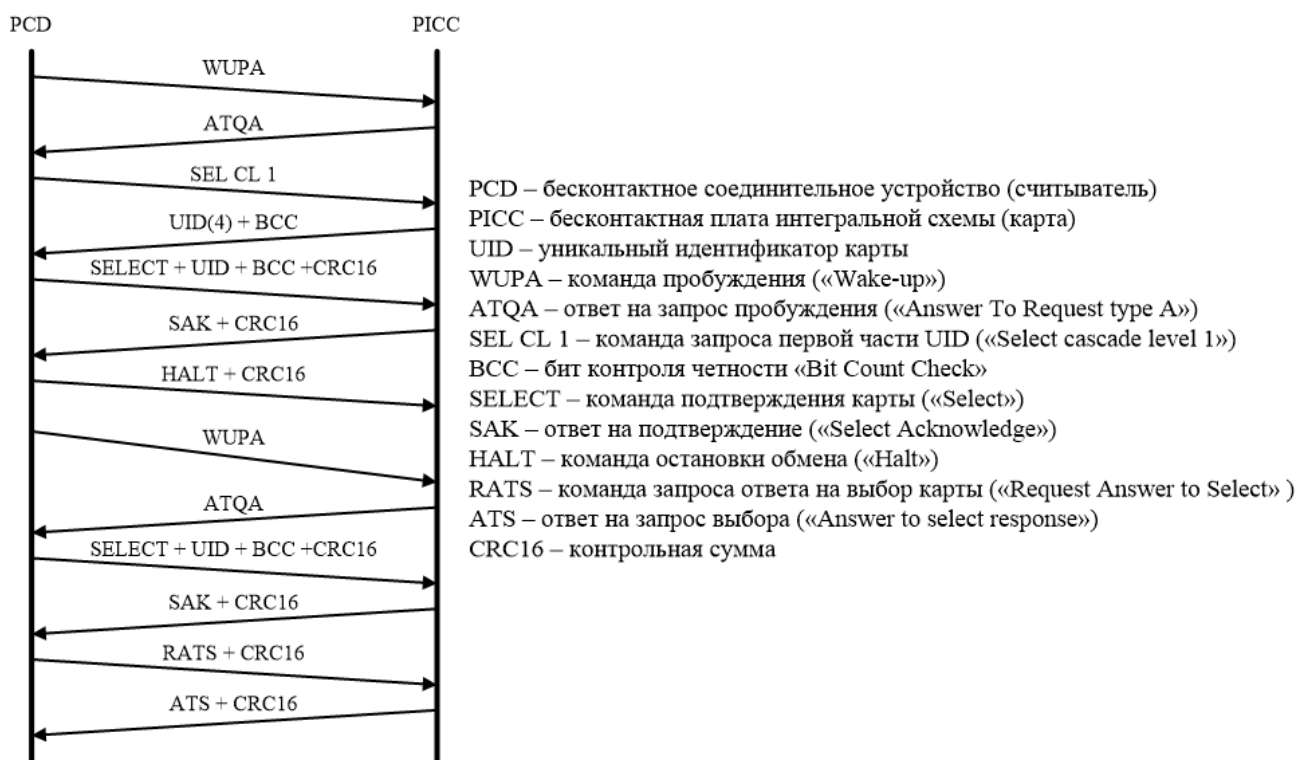 PCD
PICC
WUPA
ATQA
SEL CL 1
UID(4) + BCC
SELECT + UID + BCC +CRC16
SAK + CRC16
HALT + CRC16
WUPA
ATQA
SELECT + UID + BCC +CRC16
SAK + CRC16
RATS + CRC16
ATS + CRC16
PCD – бесконтактное соединительное устройство (считыватель)
PICC – бесконтактная плата интегральной схемы (карта)
UID – уникальный идентификатор карты
WUPA – команда пробуждения («Wake-up»)
ATQA – ответ на запрос пробуждения («Answer To Request type A»)
SEL CL 1 – команда запроса первой части UID («Select cascade level 1»)
BCC – бит контроля четности «Bit Count Check»
SELECT – команда подтверждения карты («Select»)
SAK – ответ на подтверждение («Select Acknowledge»)
HALT – команда остановки обмена («Halt»)
RATS – команда запроса ответа на выбор карты («Request Answer to Select» )
ATS – ответ на запрос выбора («Answer to select response»)
CRC16 – контрольная сумма